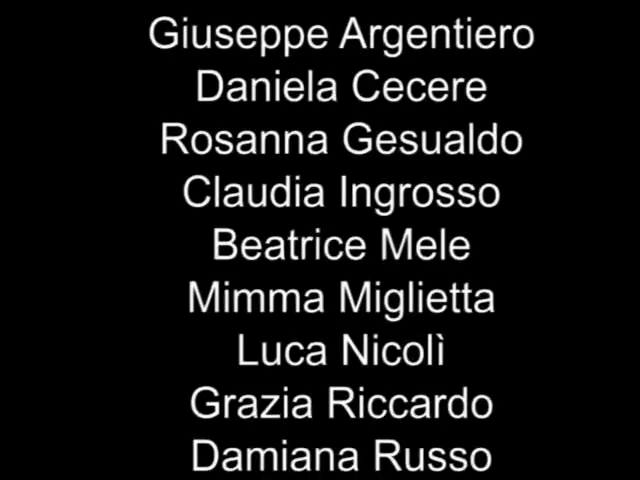 Giuseppe Argentiero
Daniela Cecere
Rosanna Gesualdo
Claudia Ingrosso
Beatrice Mele
Mimma Miglietta
Luca Nicolì
Grazia Riccardo
Damiana Russo